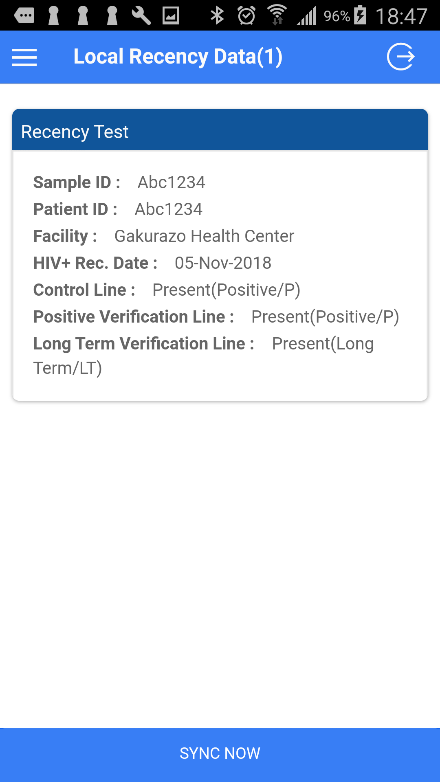 96% 18:47
Local Recency Data(1)
Recency Test
Sample ID : Abc1234
Patient ID : Abc1234
Facility : Gakurazo Health Center
HIV+ Rec. Date : 05-Nov-2018
Control Line : Present(Positive/P)
Positive Verification Line : Present(Positive/P)
Long Term Verification Line : Present(Long
Term/LT)
SYNC NOW